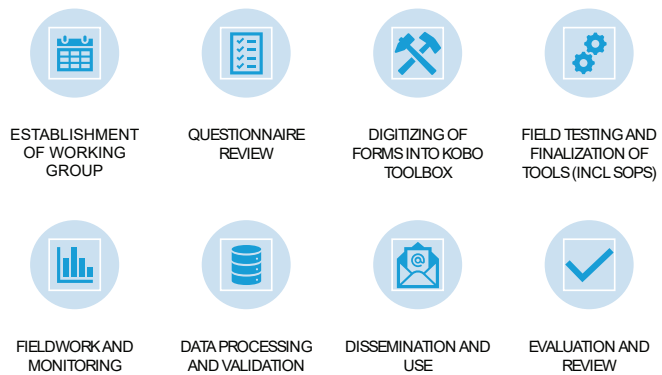 ESTABLISHMENT
OF WORKING
GROUP
QUESTIONNAIRE
REVIEW
DIGITIZING OF
FORMS INTO KOBO
TOOLBOX
FIELD TESTING AND
FINALIZATION OF
TOOLS (INCL SOPS)
@
FIELDWORK AND
MONITORING
DATA PROCESSING
AND VALIDATION
DISSEMINATION AND
USE
EVALUATION AND
REVIEW